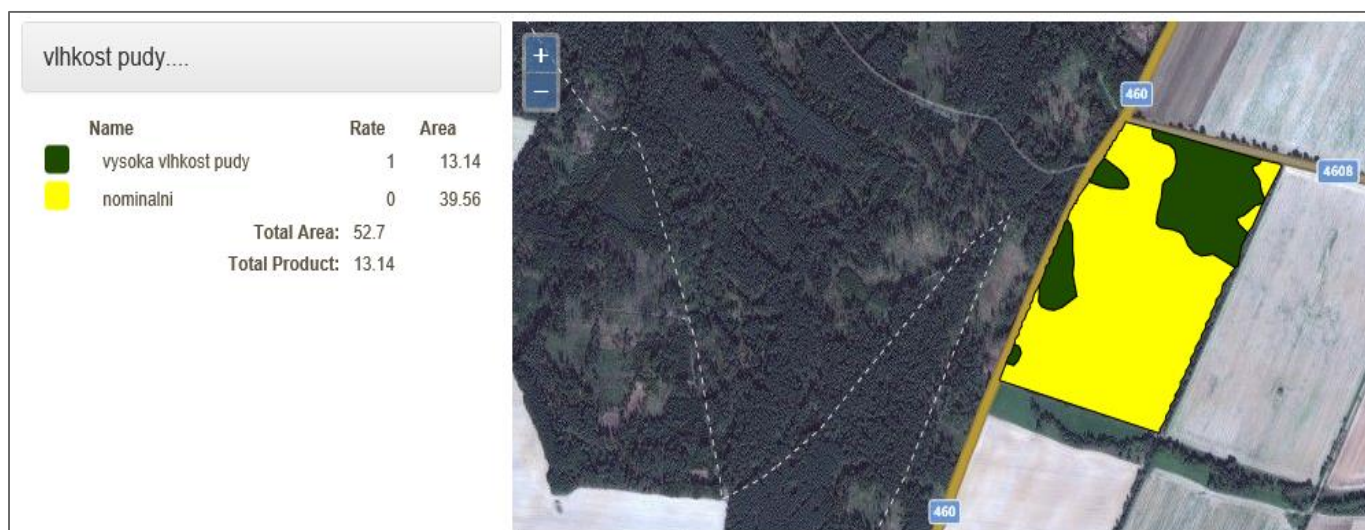 vlhkost pudy....
Name Rate Area
vysoka vlhkost pudy 1 13.14
nominalni 0 39.56
Total Area: 52.7
Total Product: 13.14
+
−
460
4608
460